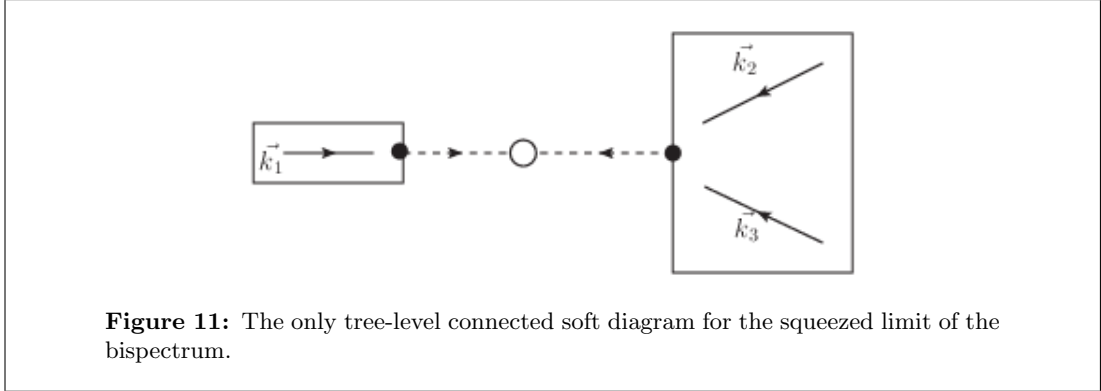 k⃗₂
k⃗₁
k⃗₃
Figure 11: The only tree-level connected soft diagram for the squeezed limit of the
bispectrum.